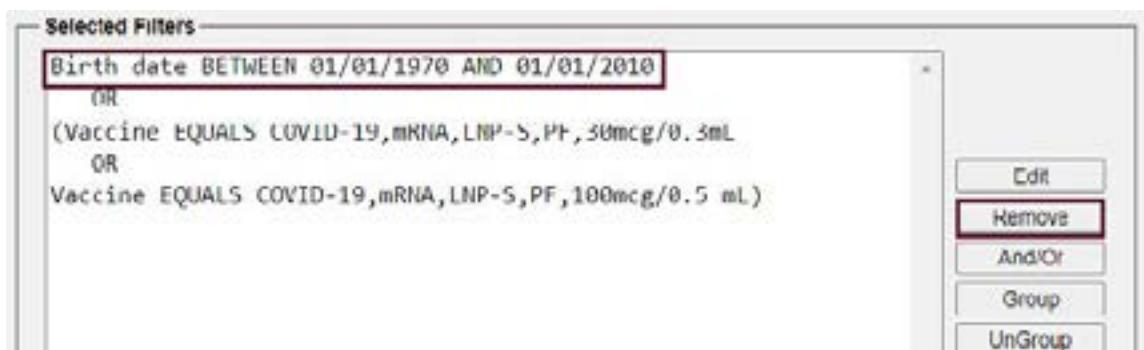 Selected Filters
Birth date BETWEEN 01/01/1970 AND 01/01/2010
OR
(Vaccine EQUALS COVID-19,mRNA,LNP-S,PF,30mcg/0.3mL
OR
Vaccine EQUALS COVID-19,mRNA,LNP-S,PF,100mcg/0.5 mL)
Edit
Remove
And/Or
Group
UnGroup